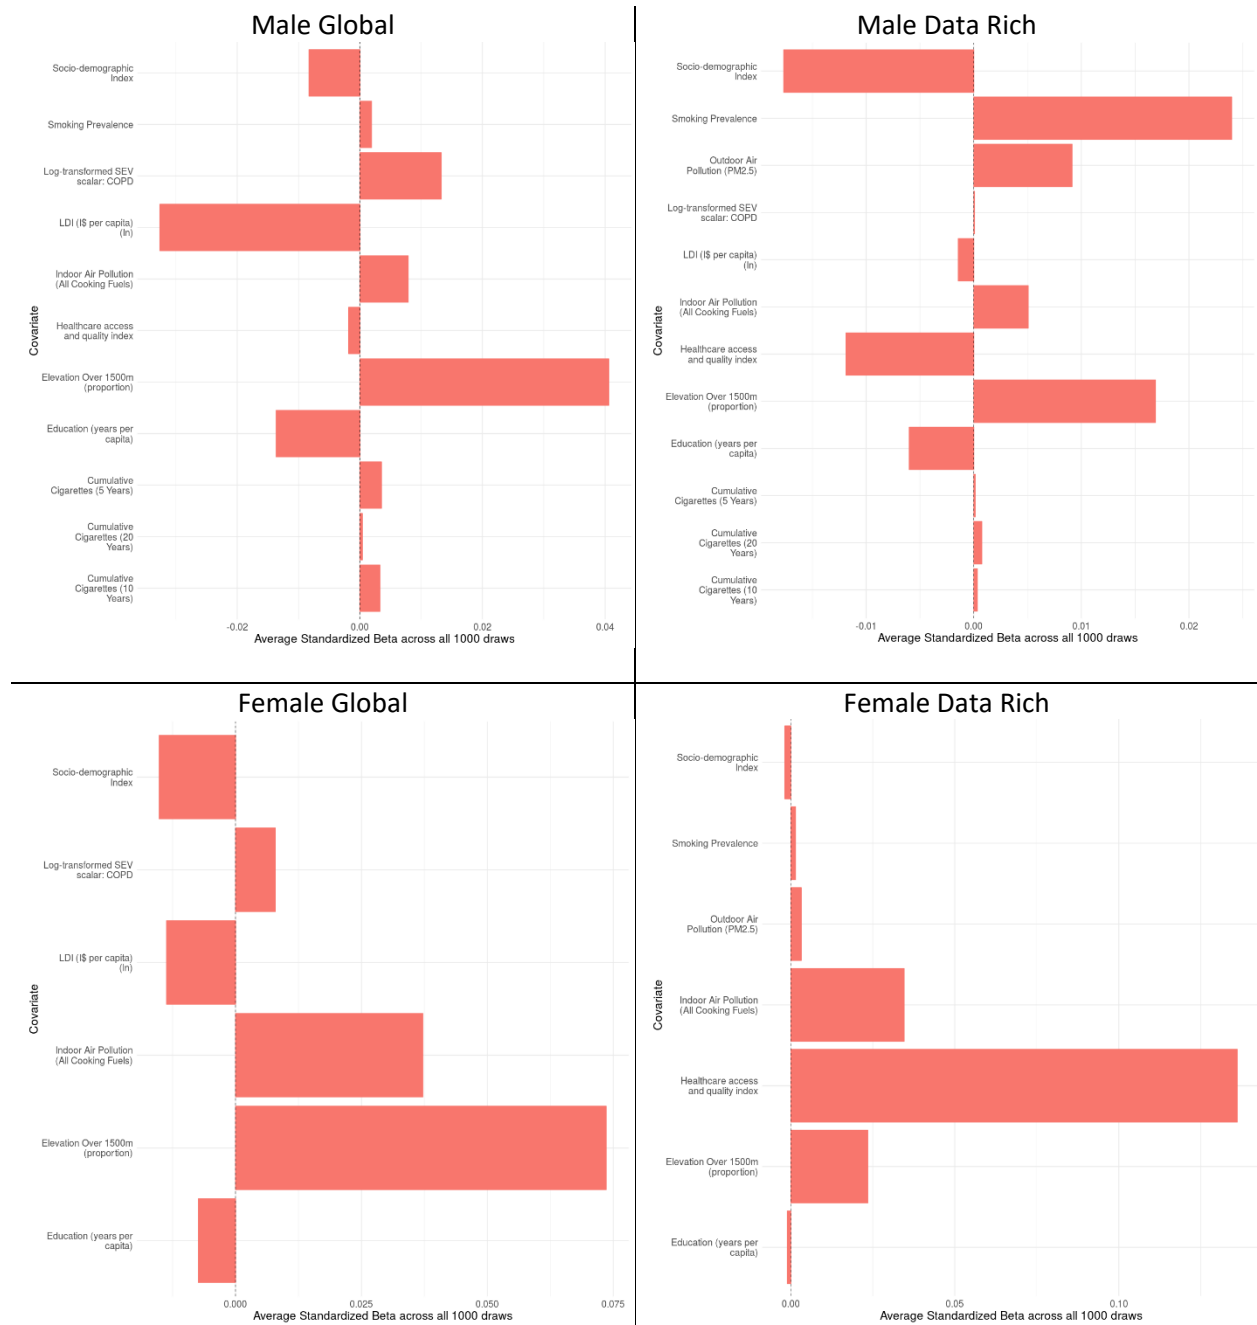 Male Global
Socio-demographic
Index
Smoking Prevalence
Log-transformed SEV
scalar: COPD
LDI (I$ per capita)
(ln)
Indoor Air Pollution
(All Cooking Fuels)
Healthcare access
and quality index
Elevation Over 1500m
(proportion)
Education (years per
capita)
Cumulative
Cigarettes (5 Years)
Cumulative
Cigarettes (20
Years)
Cumulative
Cigarettes (10
Years)
Covariate
-0.02 0.00 0.02 0.04
Average Standardized Beta across all 1000 draws
Male Data Rich
Socio-demographic
Index
Smoking Prevalence
Outdoor Air
Pollution (PM2.5)
Log-transformed SEV
scalar: COPD
LDI (I$ per capita)
(ln)
Indoor Air Pollution
(All Cooking Fuels)
Healthcare access
and quality index
Elevation Over 1500m
(proportion)
Education (years per
capita)
Cumulative
Cigarettes (5 Years)
Cumulative
Cigarettes (20
Years)
Cumulative
Cigarettes (10
Years)
Covariate
-0.01 0.00 0.01 0.02
Average Standardized Beta across all 1000 draws
Female Global
Socio-demographic
Index
Log-transformed SEV
scalar: COPD
LDI (I$ per capita)
(ln)
Indoor Air Pollution
(All Cooking Fuels)
Elevation Over 1500m
(proportion)
Education (years per
capita)
Covariate
0.000 0.025 0.050 0.075
Average Standardized Beta across all 1000 draws
Female Data Rich
Socio-demographic
Index
Smoking Prevalence
Outdoor Air
Pollution (PM2.5)
Indoor Air Pollution
(All Cooking Fuels)
Healthcare access
and quality index
Elevation Over 1500m
(proportion)
Education (years per
capita)
Covariate
0.00 0.05 0.10
Average Standardized Beta across all 1000 draws